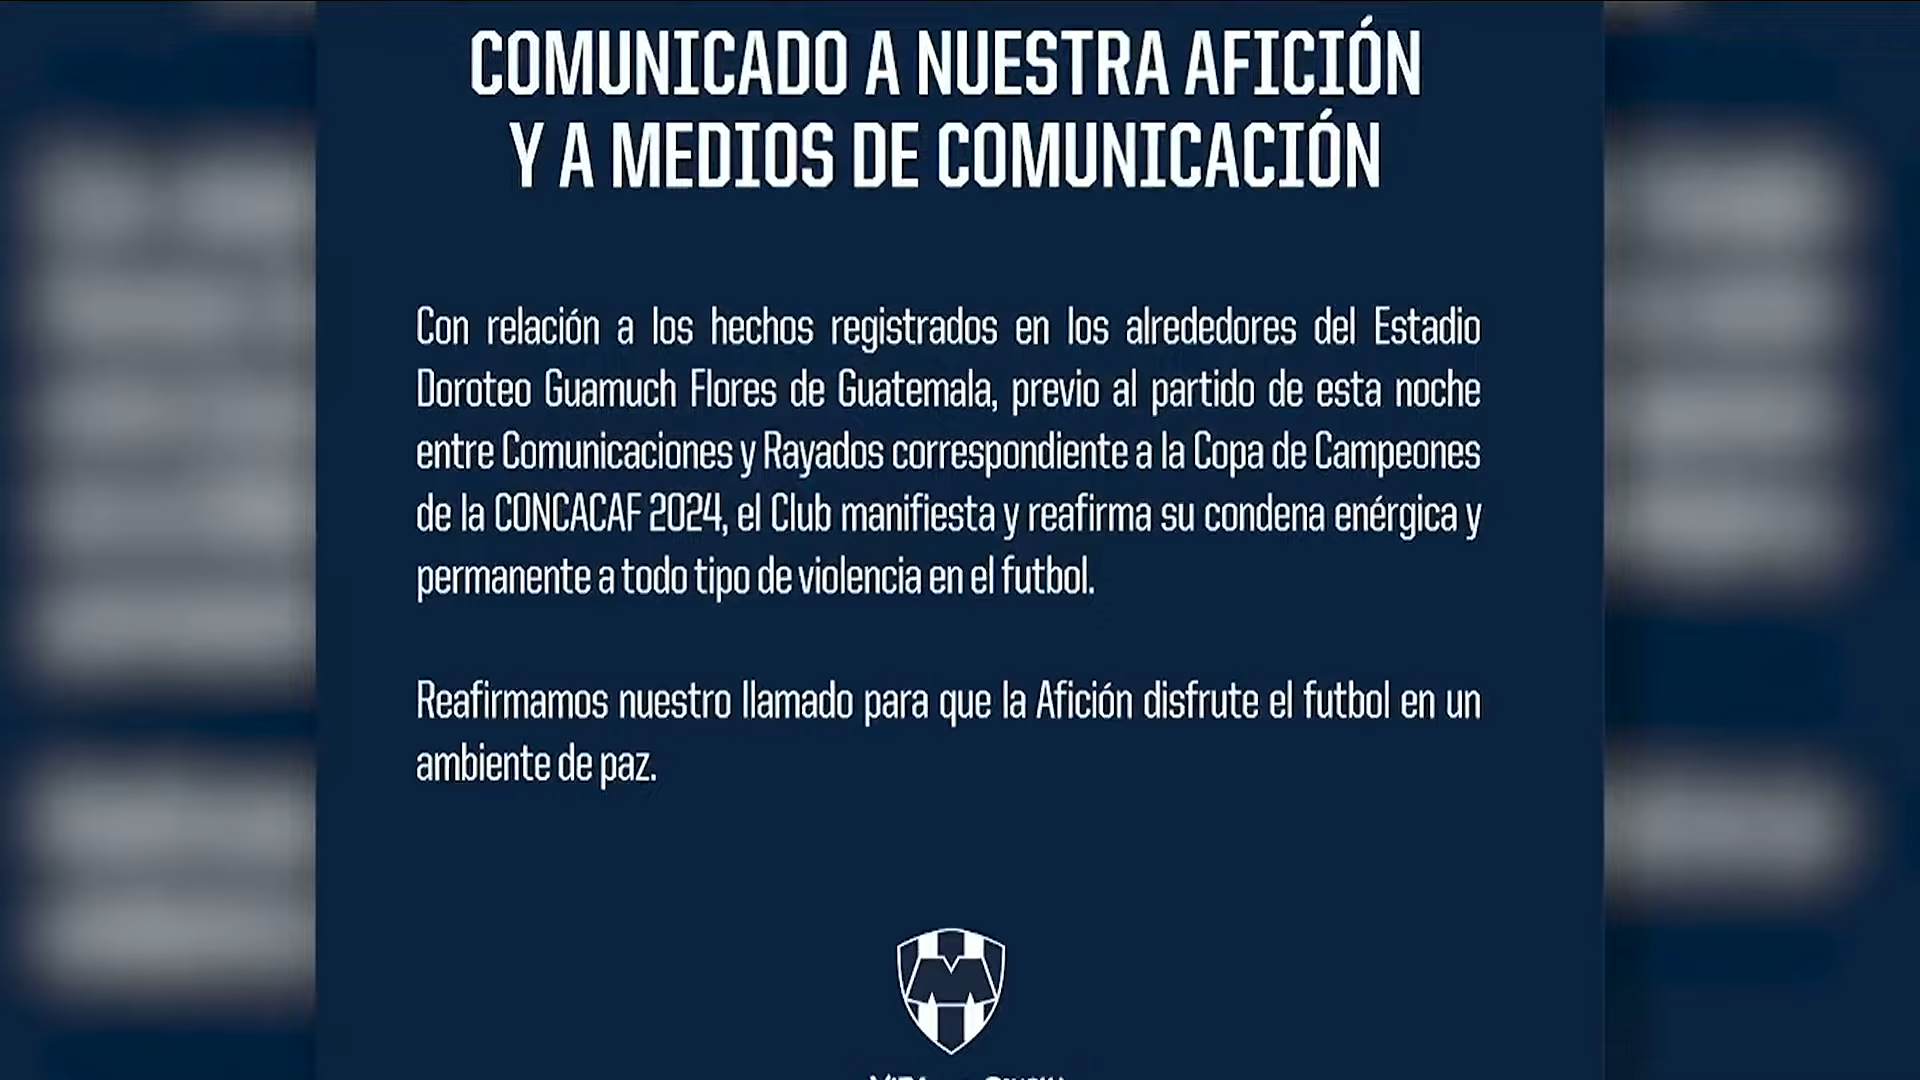 COMUNICADO A NUESTRA AFICIÓN
Y A MEDIOS DE COMUNICACIÓN
Con relación a los hechos registrados en los alrededores del Estadio
Doroteo Guamuch Flores de Guatemala, previo al partido de esta noche
entre Comunicaciones y Rayados correspondiente a la Copa de Campeones
de la CONCACAF 2024, el Club manifiesta y reafirma su condena enérgica y
permanente a todo tipo de violencia en el futbol.
Reafirmamos nuestro llamado para que la Afición disfrute el futbol en un
ambiente de paz.